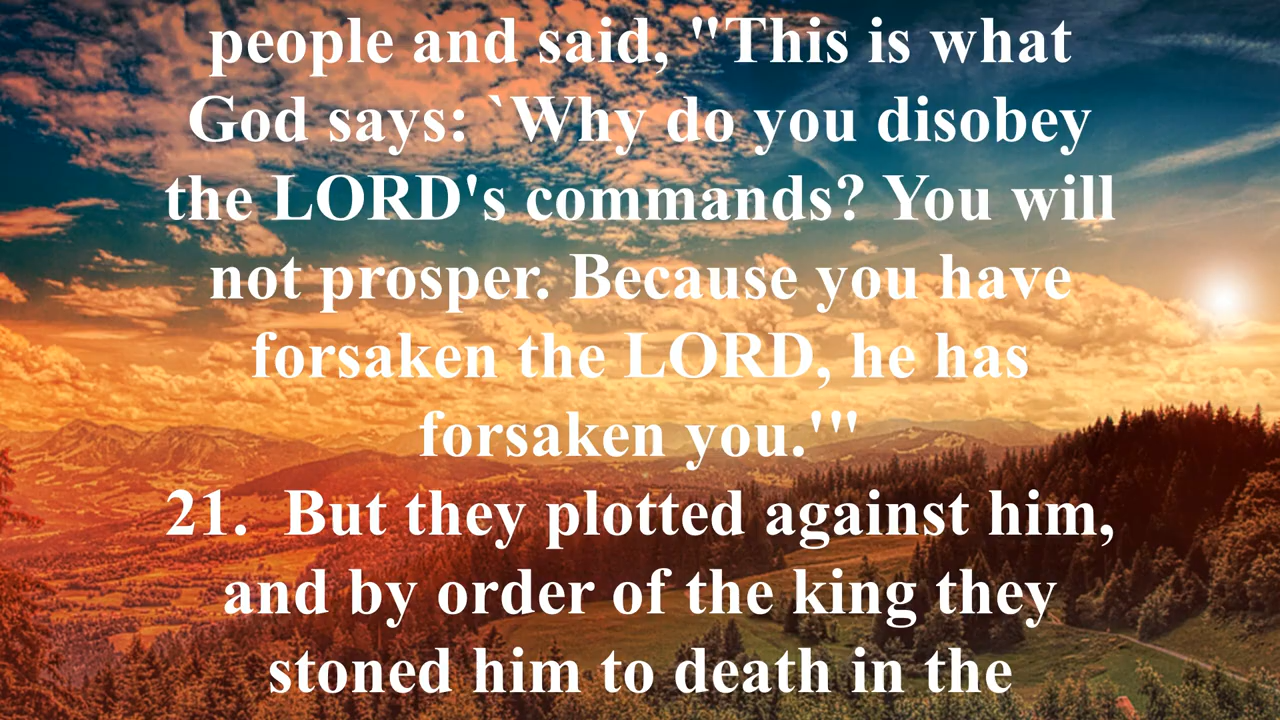 people and said, "This is what
God says: `Why do you disobey
the LORD's commands? You will
not prosper. Because you have
forsaken the LORD, he has
forsaken you.'"
21.  But they plotted against him,
and by order of the king they
stoned him to death in the